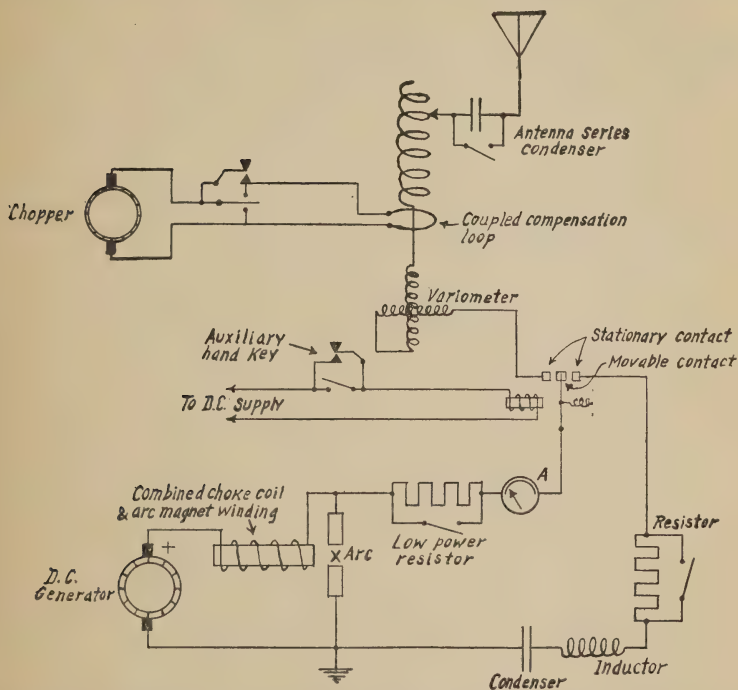 Antenna series
condenser
Chopper
Coupled compensation
loop
Variometer
Auxiliary
hand key
Stationary contact
Movable contact
To D.C. supply
A
Combined choke coil
& arc magnet winding
+
X Arc
Low power
resistor
Resistor
D.C.
Generator
Condenser
Inductor